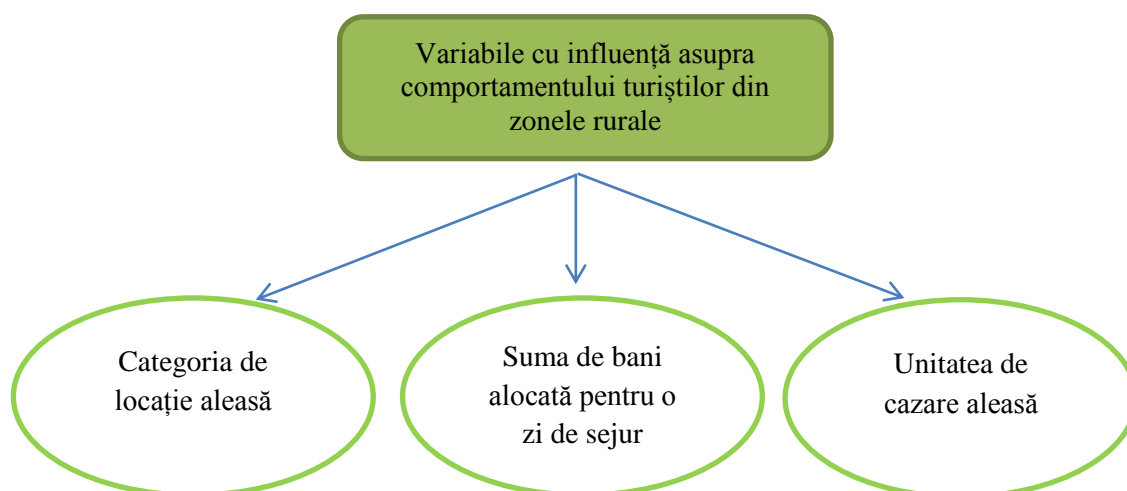 Variabile cu influență asupra
comportamentului turiștilor din
zonele rurale
Categoria de
locație aleasă
Suma de bani
alocată pentru o
zi de sejur
Unitatea de
cazare aleasă